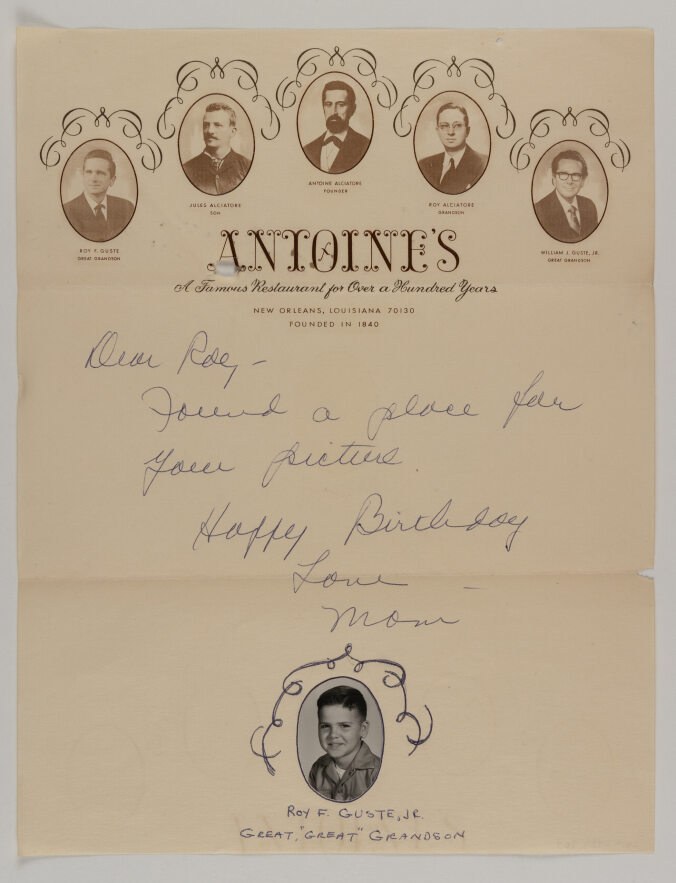 ROY F. GUSTE
GREAT GRANDSON
JULES ALCIATORE
SON
ANTOINE ALCIATORE
FOUNDER
ROY ALCIATORE
GRANDSON
WILLIAM J. GUSTE, JR.
GREAT GRANDSON
ANTOINE'S
A Famous Restaurant for Over a Hundred Years
NEW ORLEANS, LOUISIANA 70130
FOUNDED IN 1840
Dear Roy –
Found a place for
your picture.
Happy Birthday
Love –
Mom
ROY F. GUSTE, JR.
GREAT, "GREAT" GRANDSON